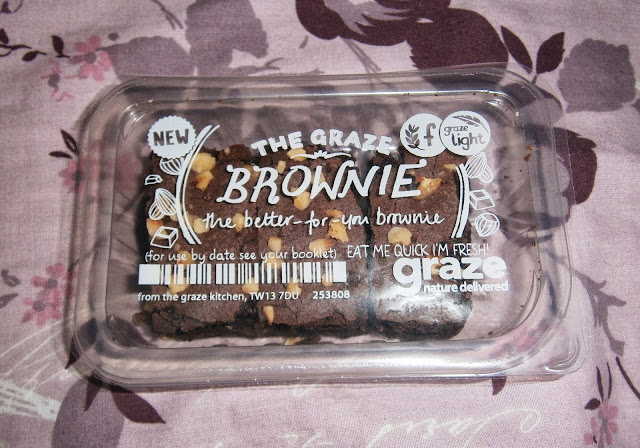 NEW
THE GRAZE
f
graze light
BROWNIE
the better-for-you brownie
(for use by date see your booklet) EAT ME QUICK I'M FRESH!
graze
nature delivered
from the graze kitchen, TW13 7DU 253808